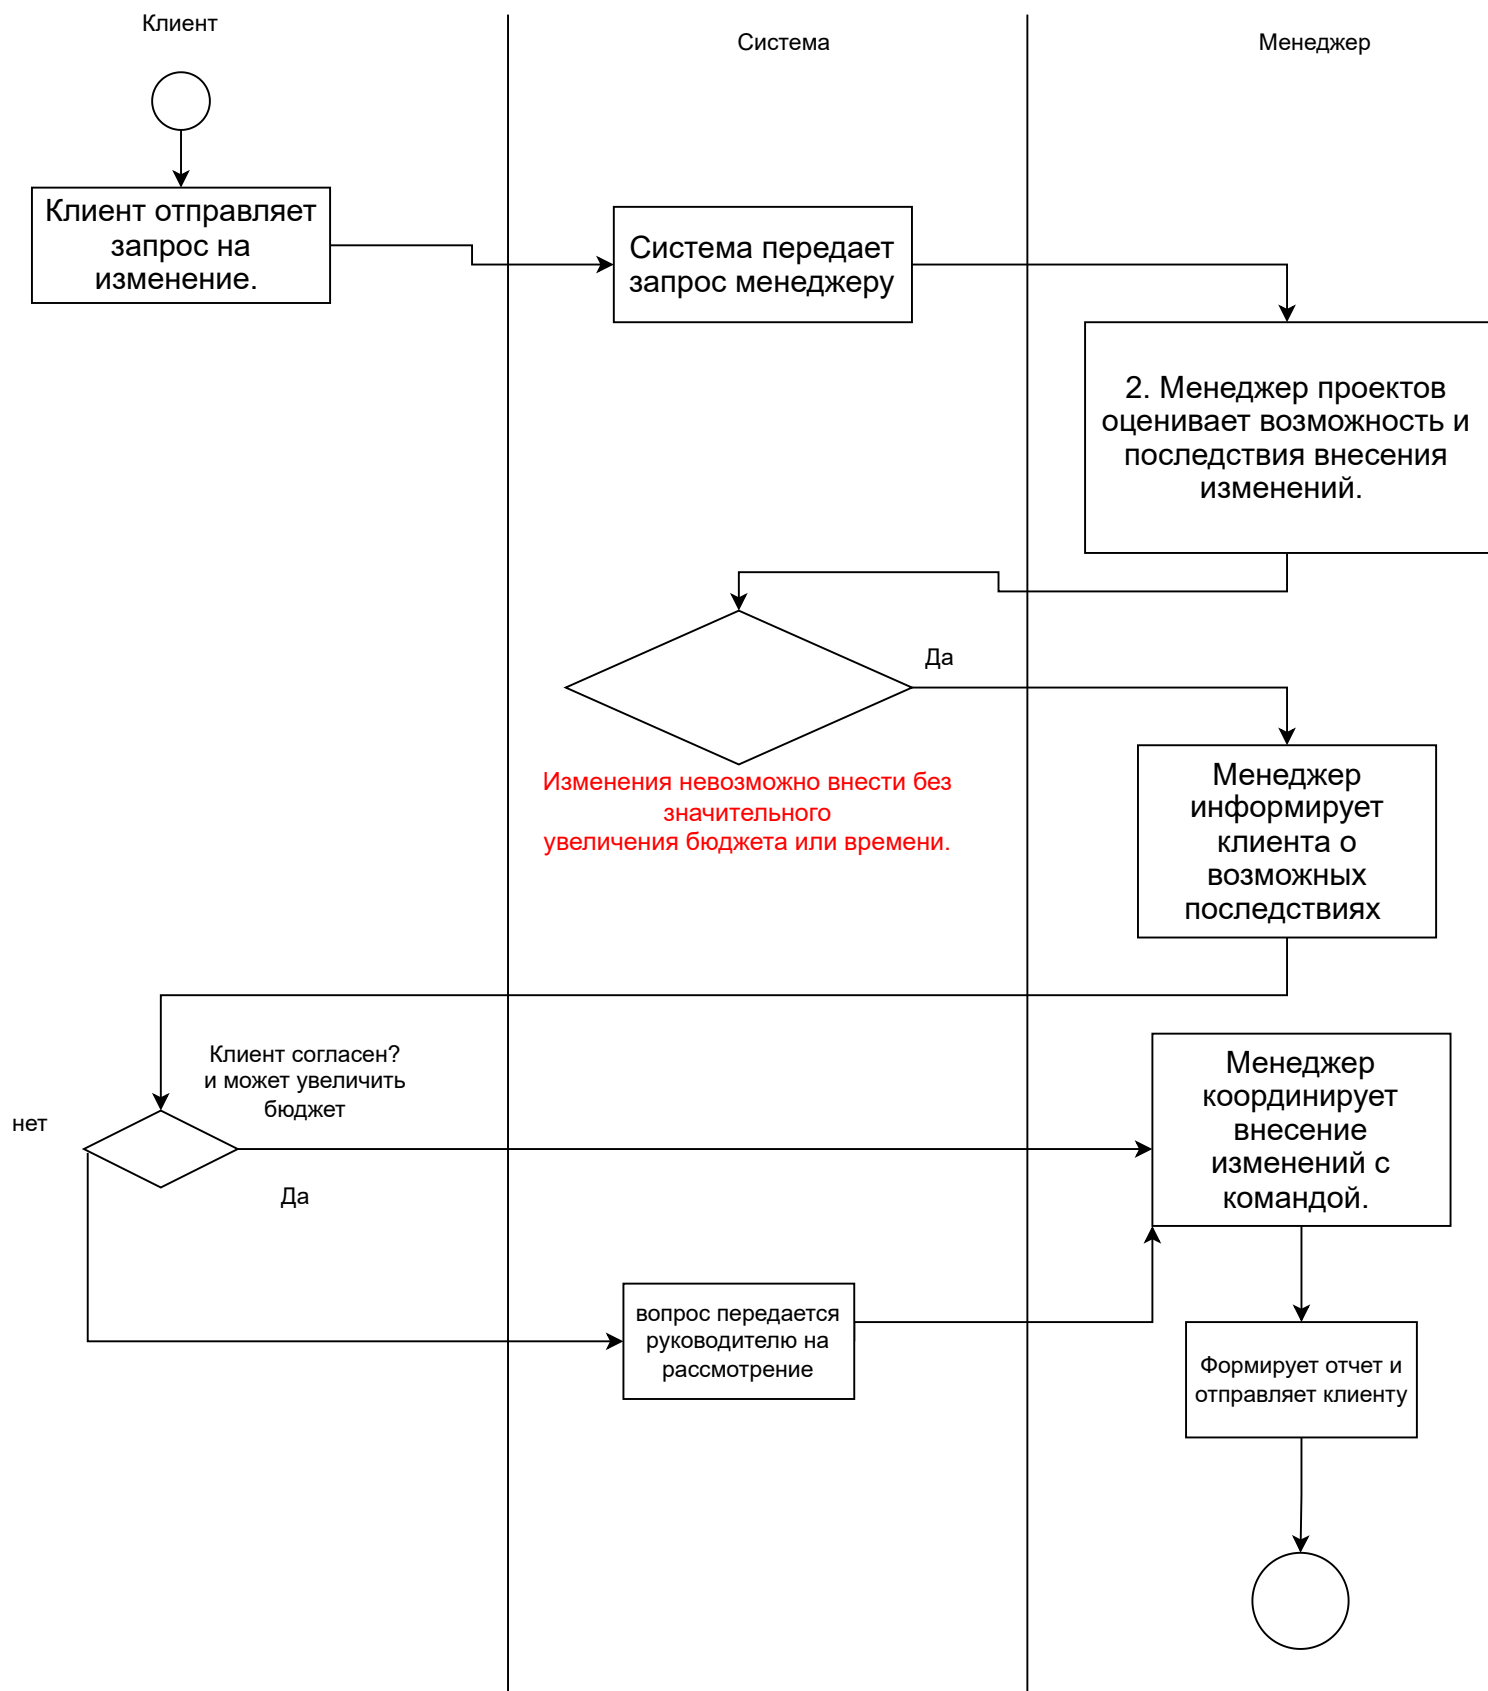 Клиент
Система
Менеджер
Клиент отправляет
запрос на
изменение.
Система передает
запрос менеджеру
2. Менеджер проектов
оценивает возможность и
последствия внесения
изменений.
Да
Изменения невозможно внести без
значительного
увеличения бюджета или времени.
Менеджер
информирует
клиента о
возможных
последствиях
Клиент согласен?
и может увеличить
бюджет
нет
Да
Менеджер
координирует
внесение
изменений с
командой.
вопрос передается
руководителю на
рассмотрение
Формирует отчет и
отправляет клиенту